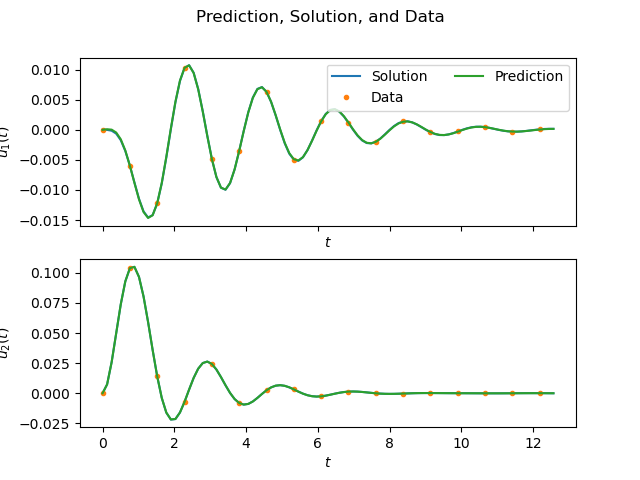 Prediction, Solution, and Data
0.010
0.005
0.000
−0.005
−0.010
−0.015
u₁(t)
Solution
Prediction
Data
t
0.100
0.075
0.050
0.025
0.000
−0.025
u₂(t)
0 2 4 6 8 10 12
t